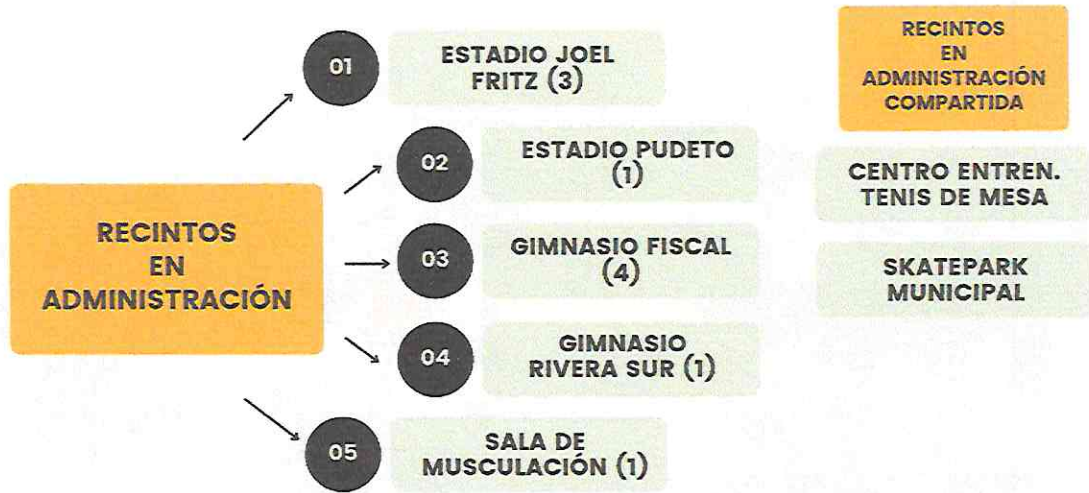 RECINTOS
EN
ADMINISTRACIÓN
01
ESTADIO JOEL
FRITZ (3)
02
ESTADIO PUDETO
(1)
03
GIMNASIO FISCAL
(4)
04
GIMNASIO
RIVERA SUR (1)
05
SALA DE
MUSCULACIÓN (1)
RECINTOS
EN
ADMINISTRACIÓN
COMPARTIDA
CENTRO ENTREN.
TENIS DE MESA
SKATEPARK
MUNICIPAL